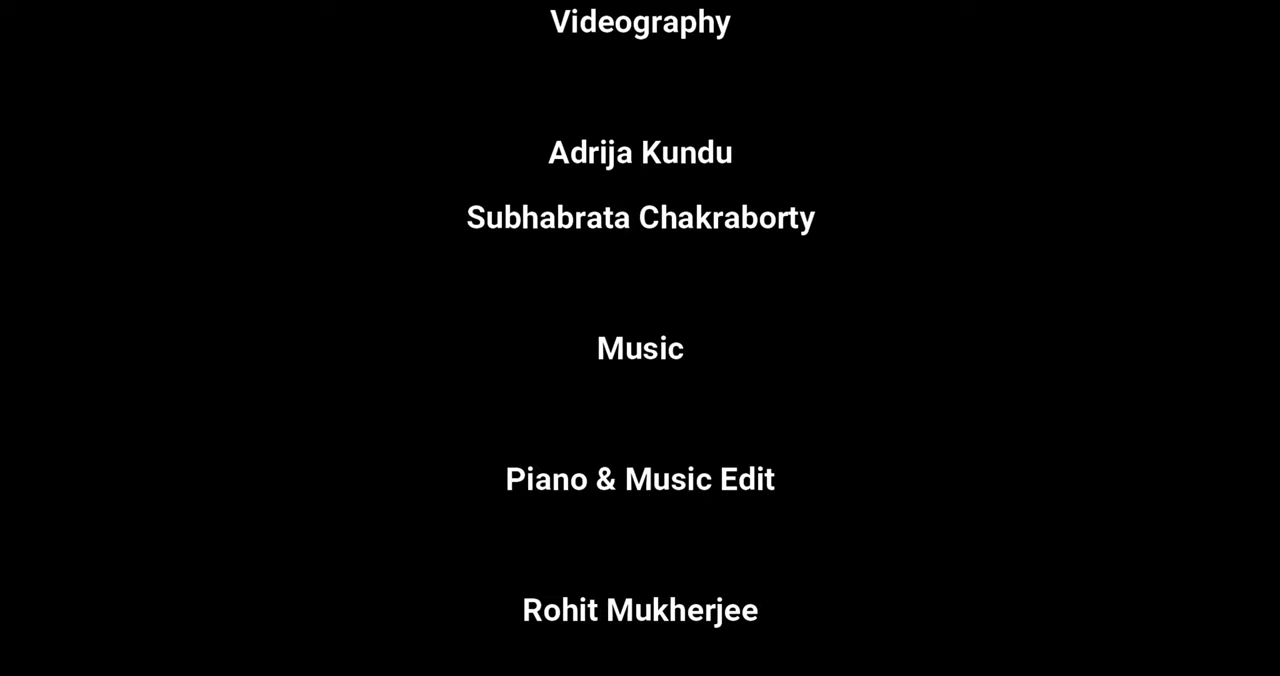 Videography
Adrija Kundu
Subhabrata Chakraborty
Music
Piano & Music Edit
Rohit Mukherjee